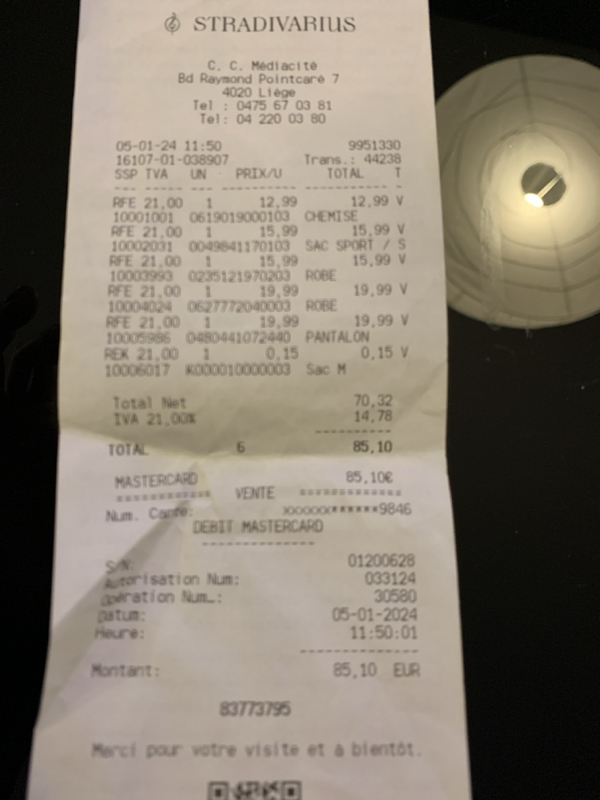 STRADIVARIUS
C. C. Médiacité
Bd Raymond Pointcaré 7
4020 Liège
Tel : 0475 67 03 81
Tel: 04 220 03 80
05-01-24 11:50 9951330
16107-01-038907 Trans.: 44238
SSP TVA UN PRIX/U TOTAL T
--- --- ---- -------- -------- -
RFE 21,00 1 12,99 12,99 V
10001001 0619019000103 CHEMISE
RFE 21,00 1 15,99 15,99 V
10002031 0049841170103 SAC SPORT / S
RFE 21,00 1 15,99 15,99 V
10003993 0235121970203 ROBE
RFE 21,00 1 19,99 19,99 V
10004024 0627772040003 ROBE
RFE 21,00 1 19,99 19,99 V
10005986 0480441072440 PANTALON
REK 21,00 1 0,15 0,15 V
10006017 K000010000003 Sac M
Total Net 70,32
IVA 21,00% 14,78
----------
TOTAL 6 85,10
MASTERCARD 85,10€
============ VENTE =============
Num. Carte: xxxxxx******9846
DEBIT MASTERCARD
---------------
S/N: 01200628
Autorisation Num: 033124
Opération Num.: 30580
Datum: 05-01-2024
Heure: 11:50:01
---------------
Montant: 85,10 EUR
83773795
Merci pour votre visite et a bientôt.